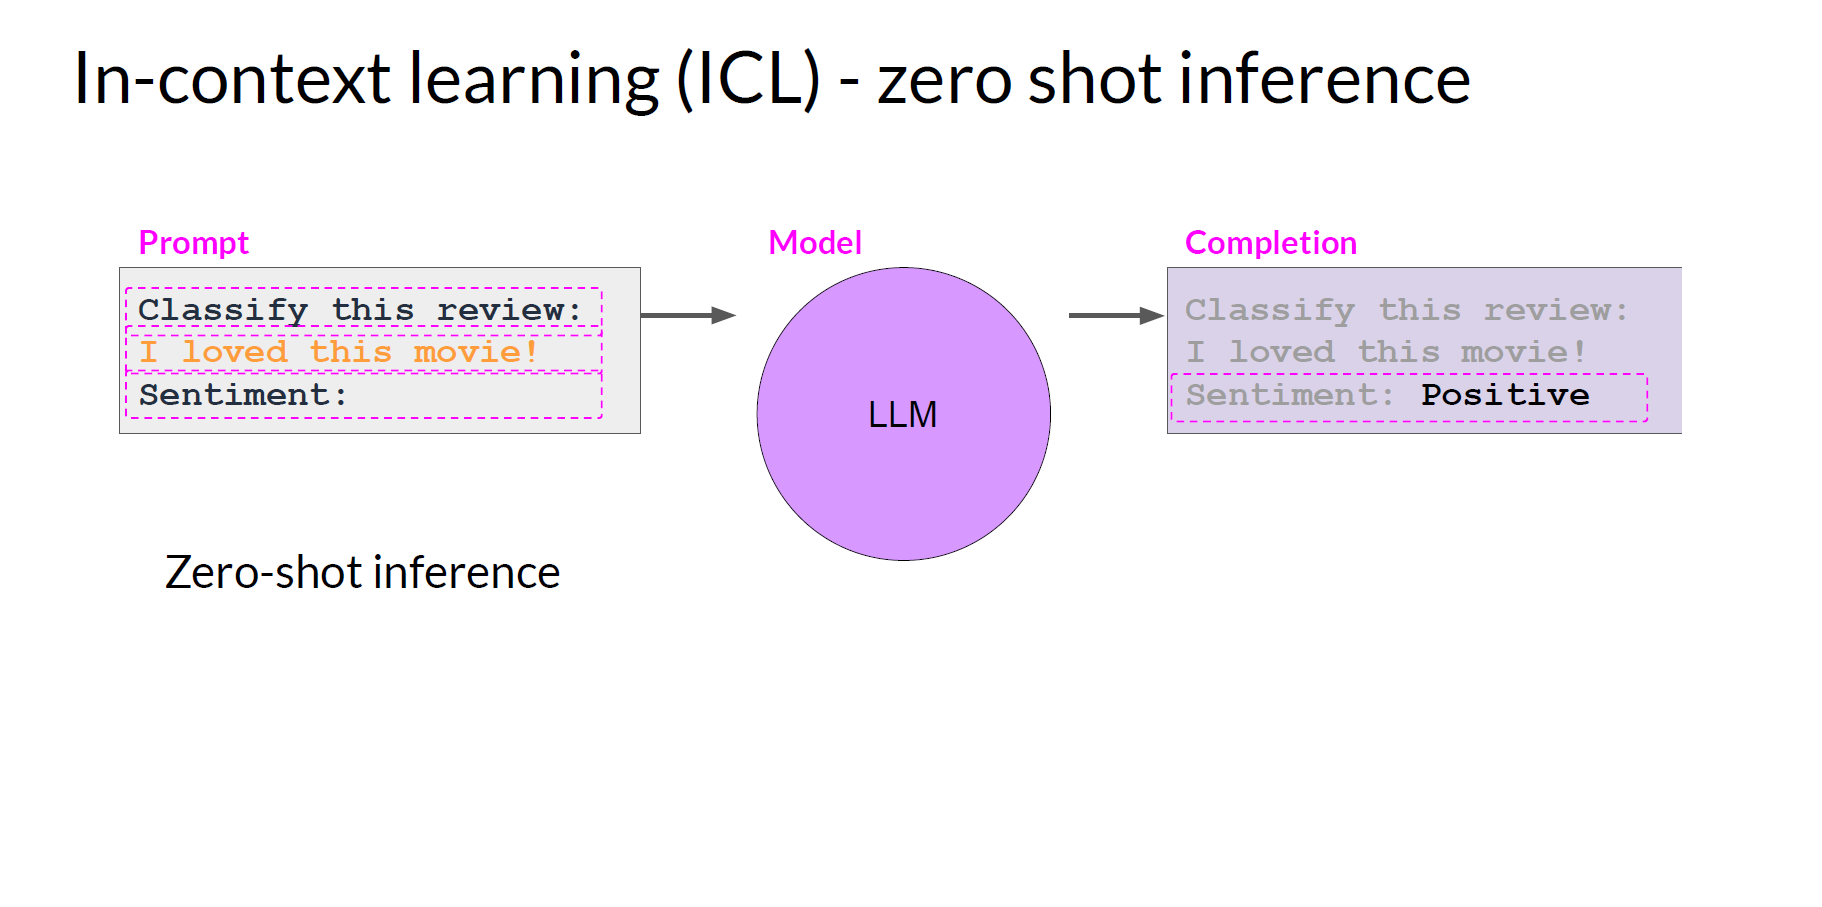 In-context learning (ICL) - zero shot inference
Prompt
Classify this review:
I loved this movie!
Sentiment:
Model
LLM
Completion
Classify this review:
I loved this movie!
Sentiment: Positive
Zero-shot inference